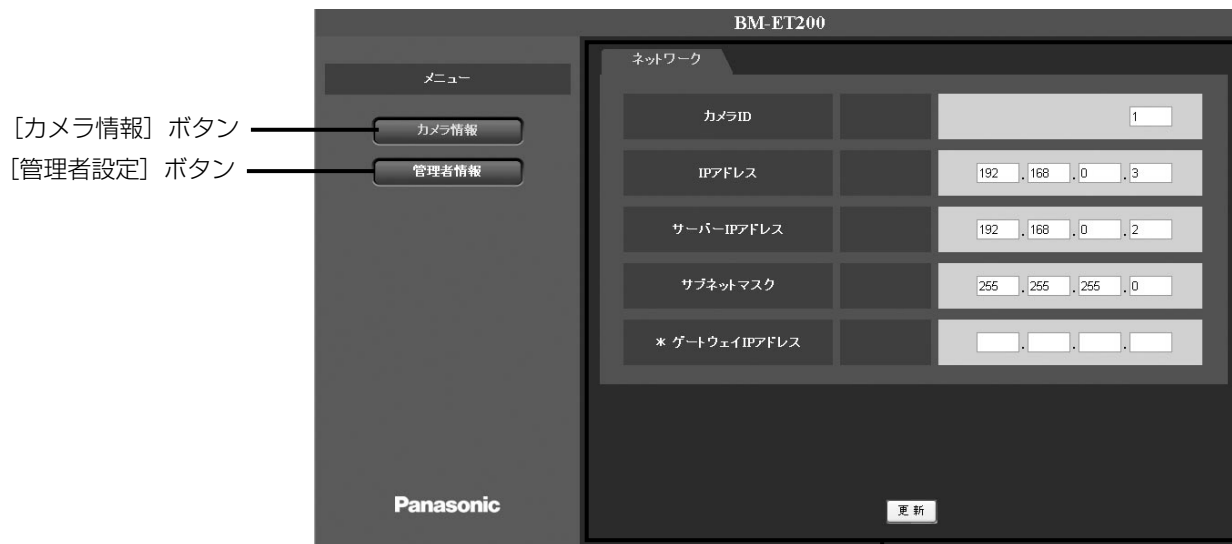 BM-ET200
メニュー
［カメラ情報］ボタン
カメラ情報
［管理者設定］ボタン
管理者情報
Panasonic
ネットワーク
カメラID
1
IPアドレス
192 . 168 . 0 . 3
サーバーIPアドレス
192 . 168 . 0 . 2
サブネットマスク
255 . 255 . 255 . 0
* ゲートウェイIPアドレス
. . .
更新